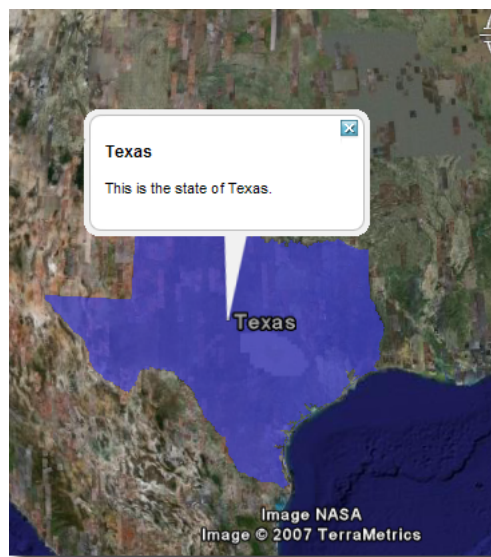 Texas
This is the state of Texas.
Texas
Image NASA
Image © 2007 TerraMetrics